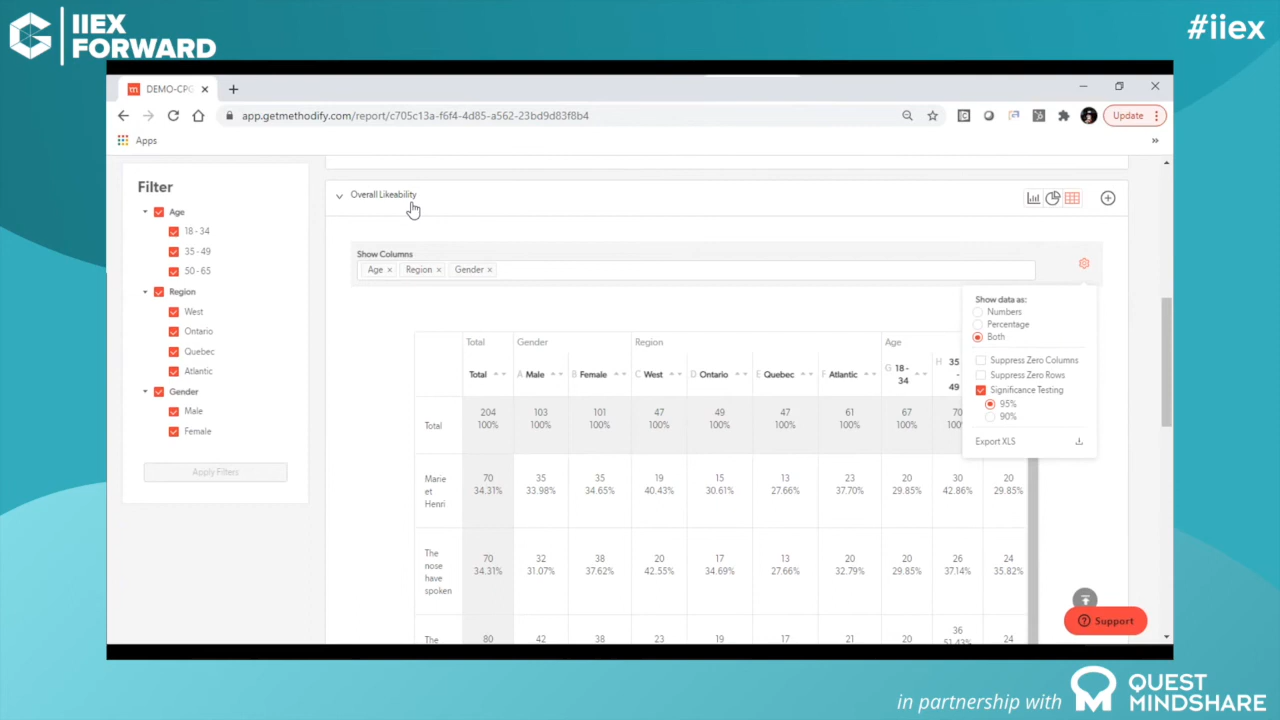 IIEX
FORWARD
#iiex
DEMO-CPG
app.getmethodify.com/report/c705c13a-f6f4-4d85-a562-23bd9d83f8b4
Update
Apps
»
Filter
Age
18 - 34
35 - 49
50 - 65
Region
West
Ontario
Quebec
Atlantic
Gender
Male
Female
Apply Filters
Overall Likeability
Show Columns
Age × Region × Gender ×
Show data as:
Numbers
Percentage
Both
Suppress Zero Columns
Suppress Zero Rows
Significance Testing
95%
90%
Export XLS
Total Gender Region Age
Total A Male B Female C West D Ontario E Quebec F Atlantic G 18 - 34 H 35 - 49
Total 204 103 101 47 49 47 61 67 70
100% 100% 100% 100% 100% 100% 100% 100% 100%
Marie et Henri 70 35 35 19 15 13 23 20 30 20
34.31% 33.98% 34.65% 40.43% 30.61% 27.66% 37.70% 29.85% 42.86% 29.85%
The nose have spoken 70 32 38 20 17 13 20 20 26 24
34.31% 31.07% 37.62% 42.55% 34.69% 27.66% 32.79% 29.85% 37.14% 35.82%
The 80 42 38 23 19 17 21 20 36 24
51.43%
Support
in partnership with
QUEST
MINDSHARE